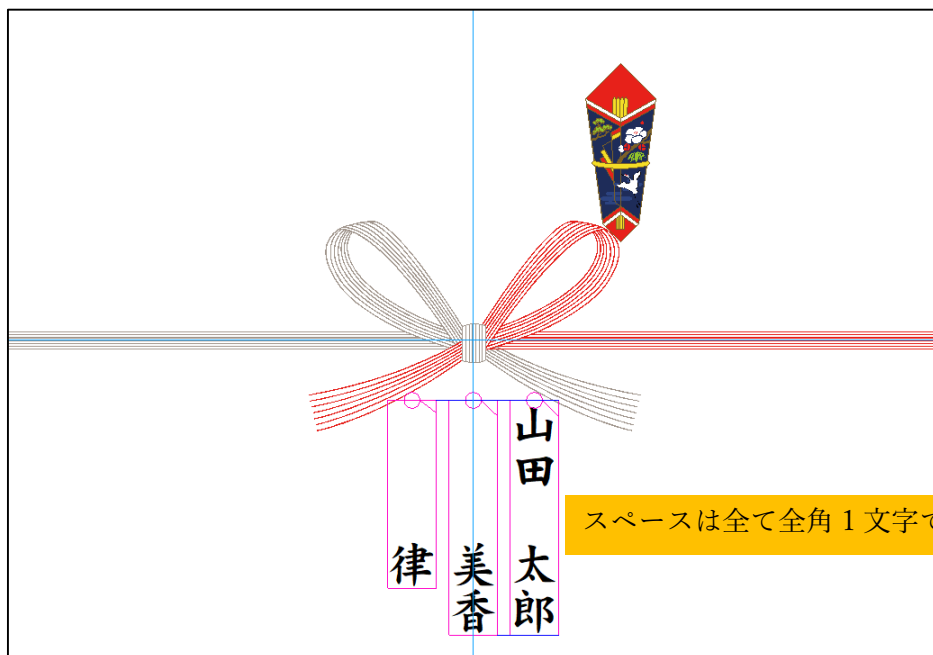 山田　太郎
美香
律
スペースは全て全角１文字で